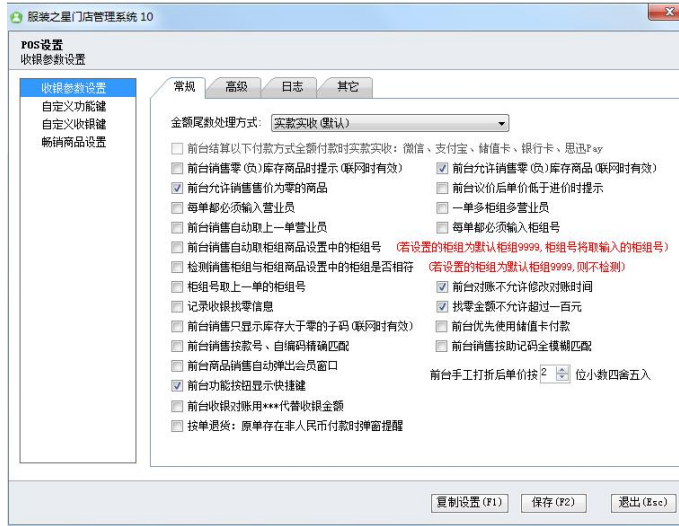 服装之星门店管理系统 10
POS设置
收银参数设置
收银参数设置
自定义功能键
自定义收银键
畅销商品设置
常规 高级 日志 其它
金额尾数处理方式: 实款实收(默认)
前台结算以下付款方式全额付款时实款实收：微信、支付宝、储值卡、银行卡、思迅Pay
前台销售零(负)库存商品时提示(联网时有效) 前台允许销售零(负)库存商品(联网时有效)
前台允许销售售价为零的商品 前台议价后单价低于进价时提示
每单都必须输入营业员 一单多柜组多营业员
前台销售自动取上一单营业员 每单都必须输入柜组号
前台销售自动取柜组商品设置中的柜组号 (若设置的柜组为默认柜组9999,柜组号将取输入的柜组号)
检测销售柜组与柜组商品设置中的柜组是否相符 (若设置的柜组为默认柜组9999,则不检测)
柜组号取上一单的柜组号 前台对账不允许修改对账时间
记录收银找零信息 找零金额不允许超过一百元
前台销售只显示库存大于零的子码(联网时有效) 前台优先使用储值卡付款
前台销售按款号、自编码精确匹配 前台销售按助记码全模糊匹配
前台商品销售自动弹出会员窗口
前台手工打折后单价按 2 位小数四舍五入
前台功能按钮显示快捷键
前台收银对账用***代替收银金额
按单退货：原单存在非人民币付款时弹窗提醒
复制设置(F1) 保存(F2) 退出(Esc)